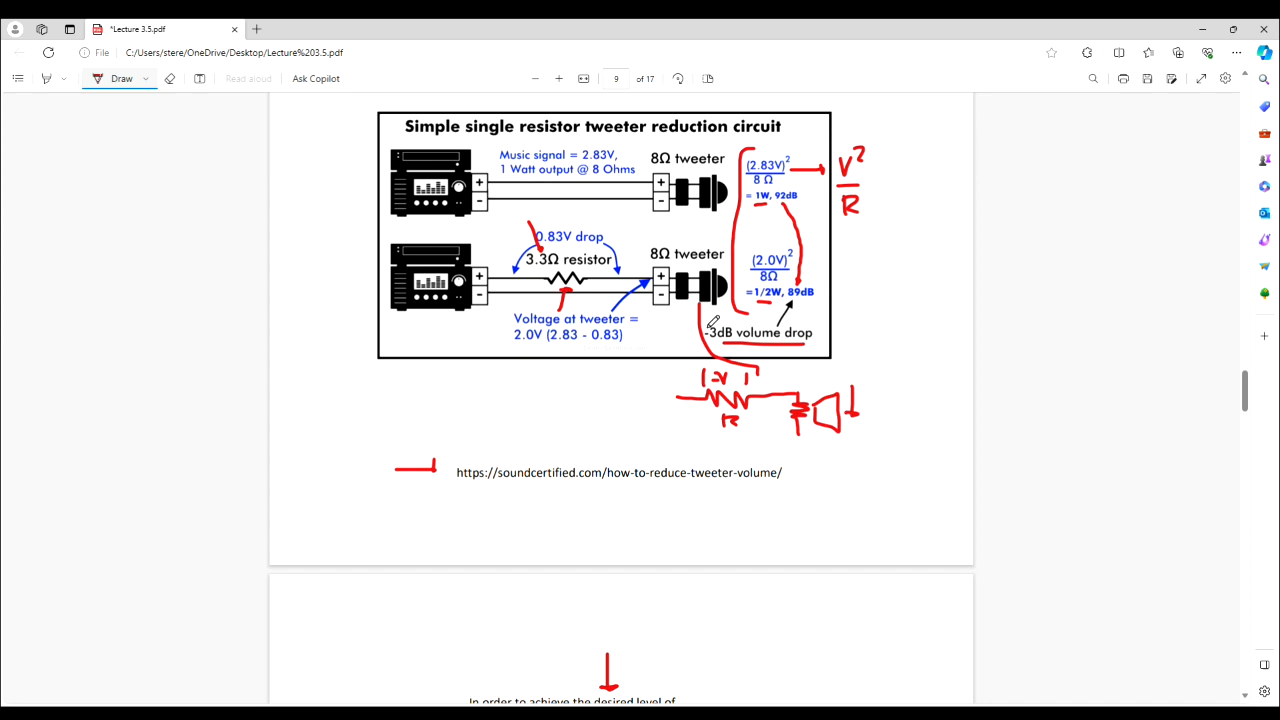 *Lecture 3.5.pdf
File C:/Users/stere/OneDrive/Desktop/Lecture%203.5.pdf
Draw
Read aloud
Ask Copilot
9 of 17
Simple single resistor tweeter reduction circuit
Music signal = 2.83V,
1 Watt output @ 8 Ohms
8Ω tweeter
+ -
+ -
(2.83V)²
8 Ω
= 1W, 92dB
V²
R
0.83V drop
3.3Ω resistor
8Ω tweeter
+ -
+ -
(2.0V)²
8Ω
=1/2W, 89dB
Voltage at tweeter =
2.0V (2.83 - 0.83)
-3dB volume drop
R
https://soundcertified.com/how-to-reduce-tweeter-volume/
In order to achieve the desired level of